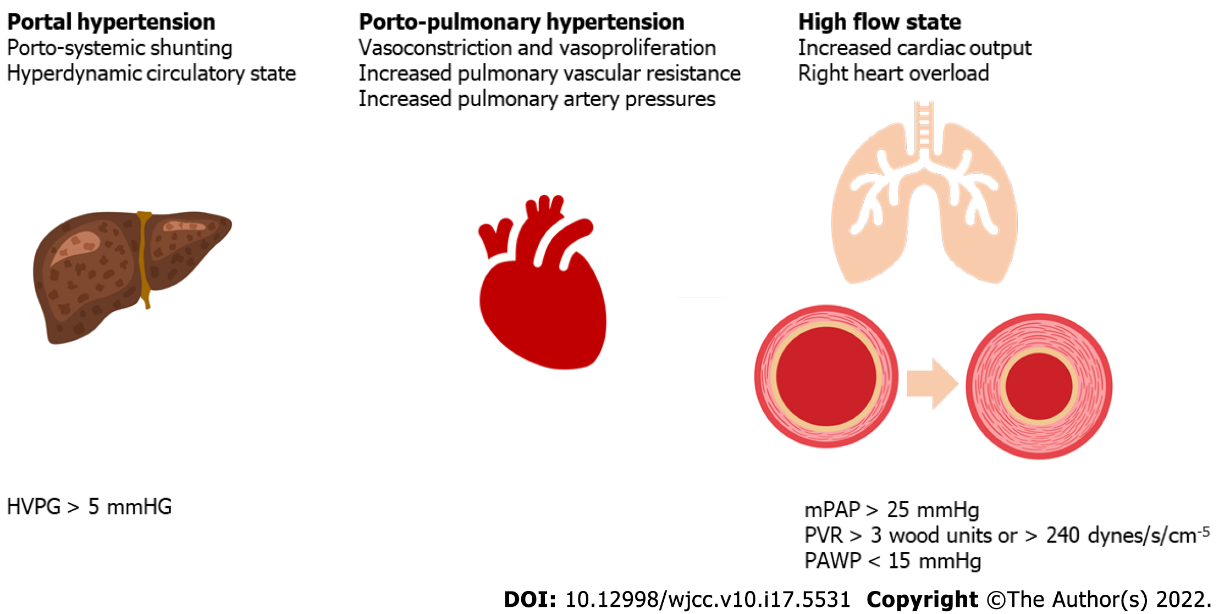 Portal hypertension
Porto-systemic shunting
Hyperdynamic circulatory state
Porto-pulmonary hypertension
Vasoconstriction and vasoproliferation
Increased pulmonary vascular resistance
Increased pulmonary artery pressures
High flow state
Increased cardiac output
Right heart overload
HVPG > 5 mmHG
mPAP > 25 mmHg
PVR > 3 wood units or > 240 dynes/s/cm⁻⁵
PAWP < 15 mmHg
DOI: 10.12998/wjcc.v10.i17.5531 Copyright ©The Author(s) 2022.